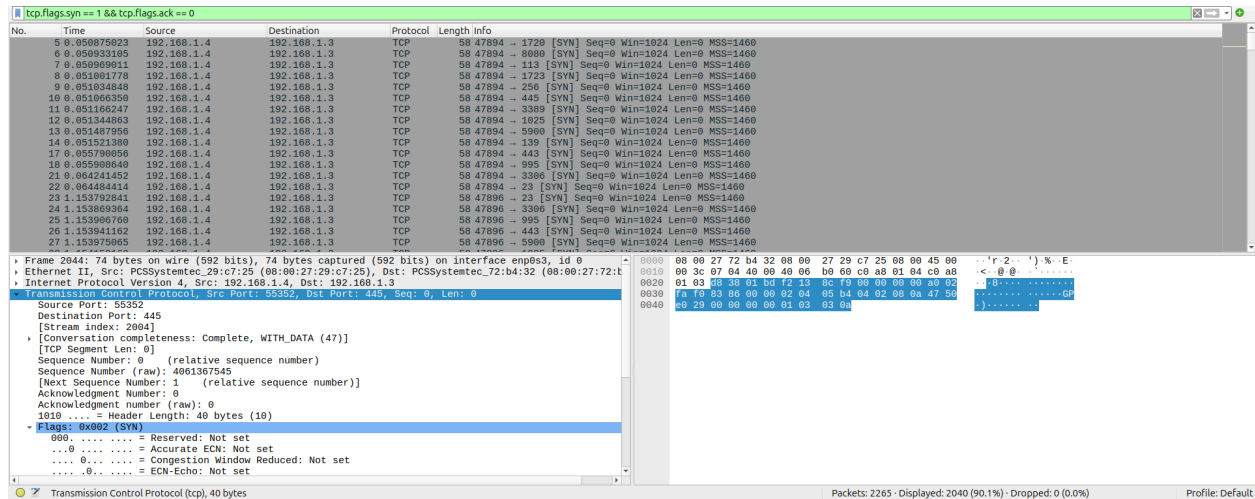 tcp.flags.syn == 1 && tcp.flags.ack == 0
No. Time Source Destination Protocol Length Info
5 0.050875023 192.168.1.4 192.168.1.3 TCP 58 47894 → 1720 [SYN] Seq=0 Win=1024 Len=0 MSS=1460
6 0.050933105 192.168.1.4 192.168.1.3 TCP 58 47894 → 8080 [SYN] Seq=0 Win=1024 Len=0 MSS=1460
7 0.050969011 192.168.1.4 192.168.1.3 TCP 58 47894 → 113 [SYN] Seq=0 Win=1024 Len=0 MSS=1460
8 0.051001778 192.168.1.4 192.168.1.3 TCP 58 47894 → 1723 [SYN] Seq=0 Win=1024 Len=0 MSS=1460
9 0.051034848 192.168.1.4 192.168.1.3 TCP 58 47894 → 256 [SYN] Seq=0 Win=1024 Len=0 MSS=1460
10 0.051066350 192.168.1.4 192.168.1.3 TCP 58 47894 → 445 [SYN] Seq=0 Win=1024 Len=0 MSS=1460
11 0.051166247 192.168.1.4 192.168.1.3 TCP 58 47894 → 3389 [SYN] Seq=0 Win=1024 Len=0 MSS=1460
12 0.051344863 192.168.1.4 192.168.1.3 TCP 58 47894 → 1025 [SYN] Seq=0 Win=1024 Len=0 MSS=1460
13 0.051487956 192.168.1.4 192.168.1.3 TCP 58 47894 → 5900 [SYN] Seq=0 Win=1024 Len=0 MSS=1460
14 0.051521380 192.168.1.4 192.168.1.3 TCP 58 47894 → 139 [SYN] Seq=0 Win=1024 Len=0 MSS=1460
17 0.055790056 192.168.1.4 192.168.1.3 TCP 58 47894 → 443 [SYN] Seq=0 Win=1024 Len=0 MSS=1460
18 0.055908640 192.168.1.4 192.168.1.3 TCP 58 47894 → 995 [SYN] Seq=0 Win=1024 Len=0 MSS=1460
21 0.064241452 192.168.1.4 192.168.1.3 TCP 58 47894 → 3306 [SYN] Seq=0 Win=1024 Len=0 MSS=1460
22 0.064484414 192.168.1.4 192.168.1.3 TCP 58 47894 → 23 [SYN] Seq=0 Win=1024 Len=0 MSS=1460
23 1.153792841 192.168.1.4 192.168.1.3 TCP 58 47896 → 23 [SYN] Seq=0 Win=1024 Len=0 MSS=1460
24 1.153869364 192.168.1.4 192.168.1.3 TCP 58 47896 → 3306 [SYN] Seq=0 Win=1024 Len=0 MSS=1460
25 1.153906760 192.168.1.4 192.168.1.3 TCP 58 47896 → 995 [SYN] Seq=0 Win=1024 Len=0 MSS=1460
26 1.153941162 192.168.1.4 192.168.1.3 TCP 58 47896 → 443 [SYN] Seq=0 Win=1024 Len=0 MSS=1460
27 1.153975065 192.168.1.4 192.168.1.3 TCP 58 47896 → 5900 [SYN] Seq=0 Win=1024 Len=0 MSS=1460
Frame 2044: 74 bytes on wire (592 bits), 74 bytes captured (592 bits) on interface enp0s3, id 0
Ethernet II, Src: PCSSystemtec_29:c7:25 (08:00:27:29:c7:25), Dst: PCSSystemtec_72:b4:32 (08:00:27:72:b
Internet Protocol Version 4, Src: 192.168.1.4, Dst: 192.168.1.3
Transmission Control Protocol, Src Port: 55352, Dst Port: 445, Seq: 0, Len: 0
Source Port: 55352
Destination Port: 445
[Stream index: 2004]
[Conversation completeness: Complete, WITH_DATA (47)]
[TCP Segment Len: 0]
Sequence Number: 0 (relative sequence number)
Sequence Number (raw): 4061367545
[Next Sequence Number: 1 (relative sequence number)]
Acknowledgment Number: 0
Acknowledgment number (raw): 0
1010 .... = Header Length: 40 bytes (10)
Flags: 0x002 (SYN)
000. .... .... = Reserved: Not set
...0 .... .... = Accurate ECN: Not set
.... 0... .... = Congestion Window Reduced: Not set
.... .0.. .... = ECN-Echo: Not set
0000 08 00 27 72 b4 32 08 00 27 29 c7 25 08 00 45 00 ··'r·2·· ')·%··E·
0010 00 3c 07 04 40 00 40 06 b0 60 c0 a8 01 04 c0 a8 ·<··@·@· ·`······
0020 01 03 d8 38 01 bd f2 13 8c f9 00 00 00 00 a0 02 ···8···· ········
0030 fa f0 83 86 00 00 02 04 05 b4 04 02 08 0a 47 50 ········ ······GP
0040 e0 29 00 00 00 00 01 03 03 0a ·)······ ··
Transmission Control Protocol (tcp), 40 bytes
Packets: 2265 · Displayed: 2040 (90.1%) · Dropped: 0 (0.0%)
Profile: Default